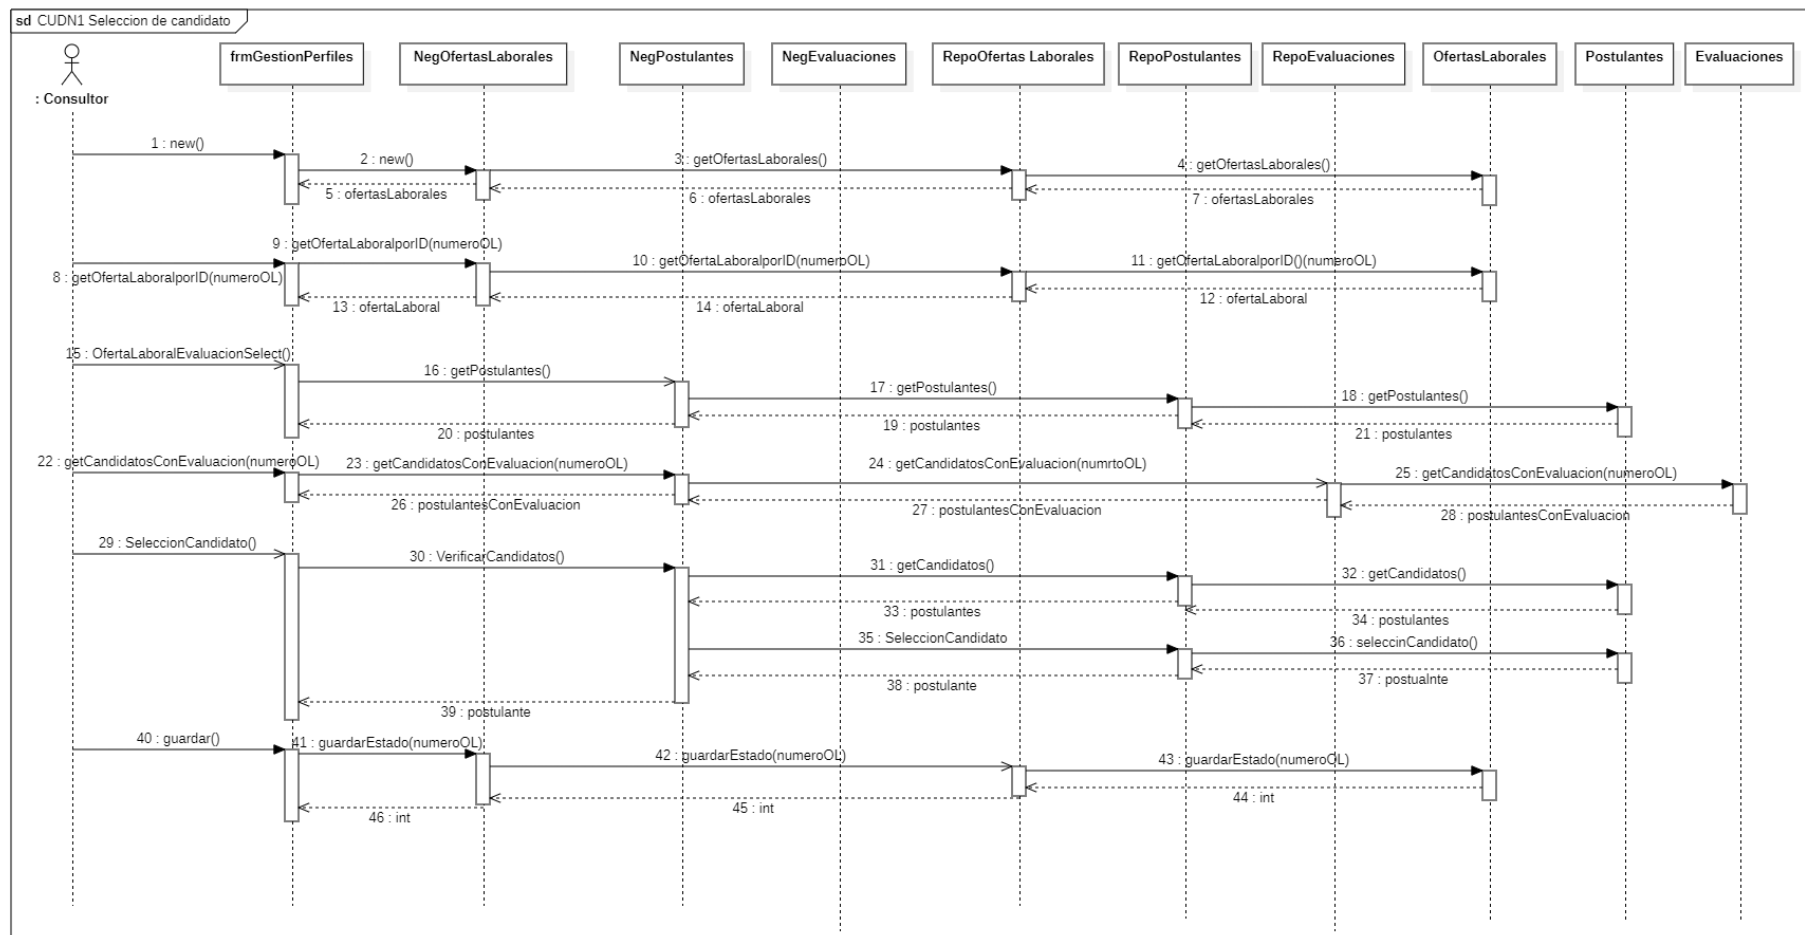 sd CUDN1 Seleccion de candidato
: Consultor
frmGestionPerfiles
NegOfertasLaborales
NegPostulantes
NegEvaluaciones
RepoOfertas Laborales
RepoPostulantes
RepoEvaluaciones
OfertasLaborales
Postulantes
Evaluaciones
1 : new()
2 : new()
3 : getOfertasLaborales()
4 : getOfertasLaborales()
5 : ofertasLaborales
6 : ofertasLaborales
7 : ofertasLaborales
8 : getOfertaLaboralporID(numeroOL)
9 : getOfertaLaboralporID(numeroOL)
10 : getOfertaLaboralporID(numeroOL)
11 : getOfertaLaboralporID()(numeroOL)
12 : ofertaLaboral
13 : ofertaLaboral
14 : ofertaLaboral
15 : OfertaLaboralEvaluacionSelect()
16 : getPostulantes()
17 : getPostulantes()
18 : getPostulantes()
19 : postulantes
20 : postulantes
21 : postulantes
22 : getCandidatosConEvaluacion(numeroOL)
23 : getCandidatosConEvaluacion(numeroOL)
24 : getCandidatosConEvaluacion(numrtoOL)
25 : getCandidatosConEvaluacion(numeroOL)
26 : postulantesConEvaluacion
27 : postulantesConEvaluacion
28 : postulantesConEvaluacion
29 : SeleccionCandidato()
30 : VerificarCandidatos()
31 : getCandidatos()
32 : getCandidatos()
33 : postulantes
34 : postulantes
35 : SeleccionCandidato
36 : seleccinCandidato()
37 : postualnte
38 : postulante
39 : postulante
40 : guardar()
41 : guardarEstado(numeroOL)
42 : guardarEstado(numeroOL)
43 : guardarEstado(numeroOL)
44 : int
45 : int
46 : int